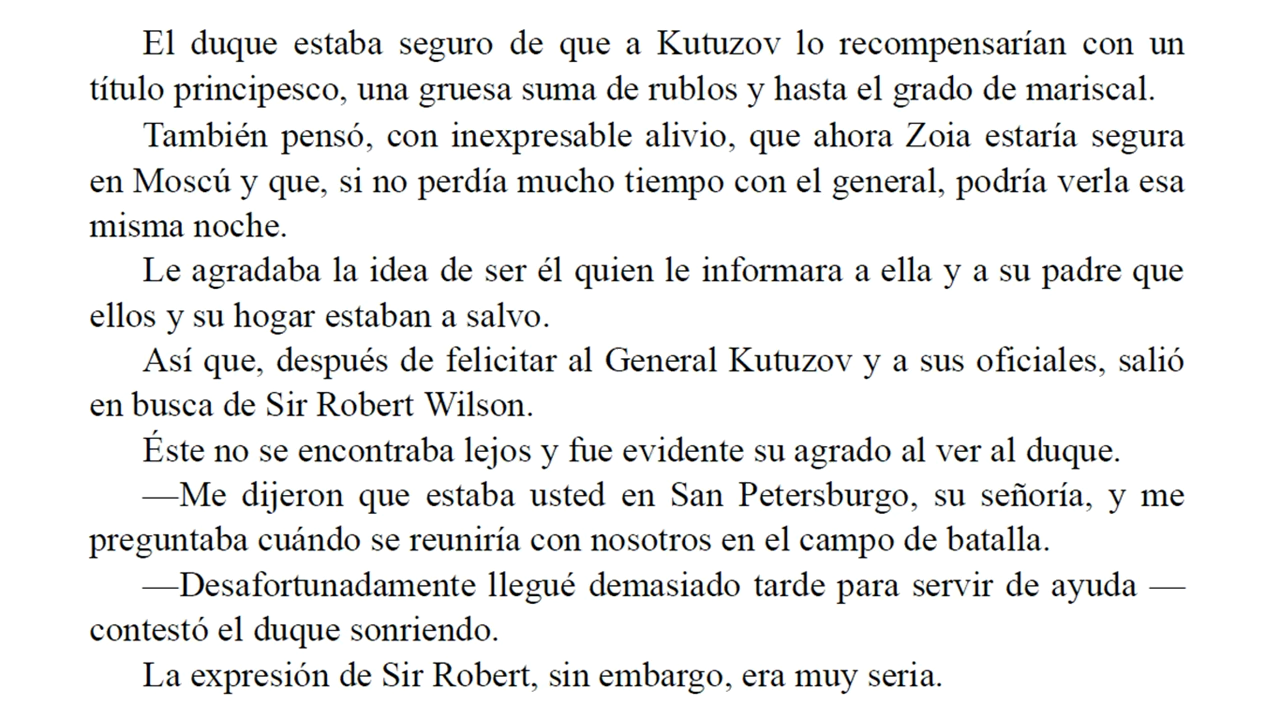 El duque estaba seguro de que a Kutuzov lo recompensarían con un
título principesco, una gruesa suma de rublos y hasta el grado de mariscal.
También pensó, con inexpresable alivio, que ahora Zoia estaría segura
en Moscú y que, si no perdía mucho tiempo con el general, podría verla esa
misma noche.
Le agradaba la idea de ser él quien le informara a ella y a su padre que
ellos y su hogar estaban a salvo.
Así que, después de felicitar al General Kutuzov y a sus oficiales, salió
en busca de Sir Robert Wilson.
Éste no se encontraba lejos y fue evidente su agrado al ver al duque.
—Me dijeron que estaba usted en San Petersburgo, su señoría, y me
preguntaba cuándo se reuniría con nosotros en el campo de batalla.
—Desafortunadamente llegué demasiado tarde para servir de ayuda —
contestó el duque sonriendo.
La expresión de Sir Robert, sin embargo, era muy seria.